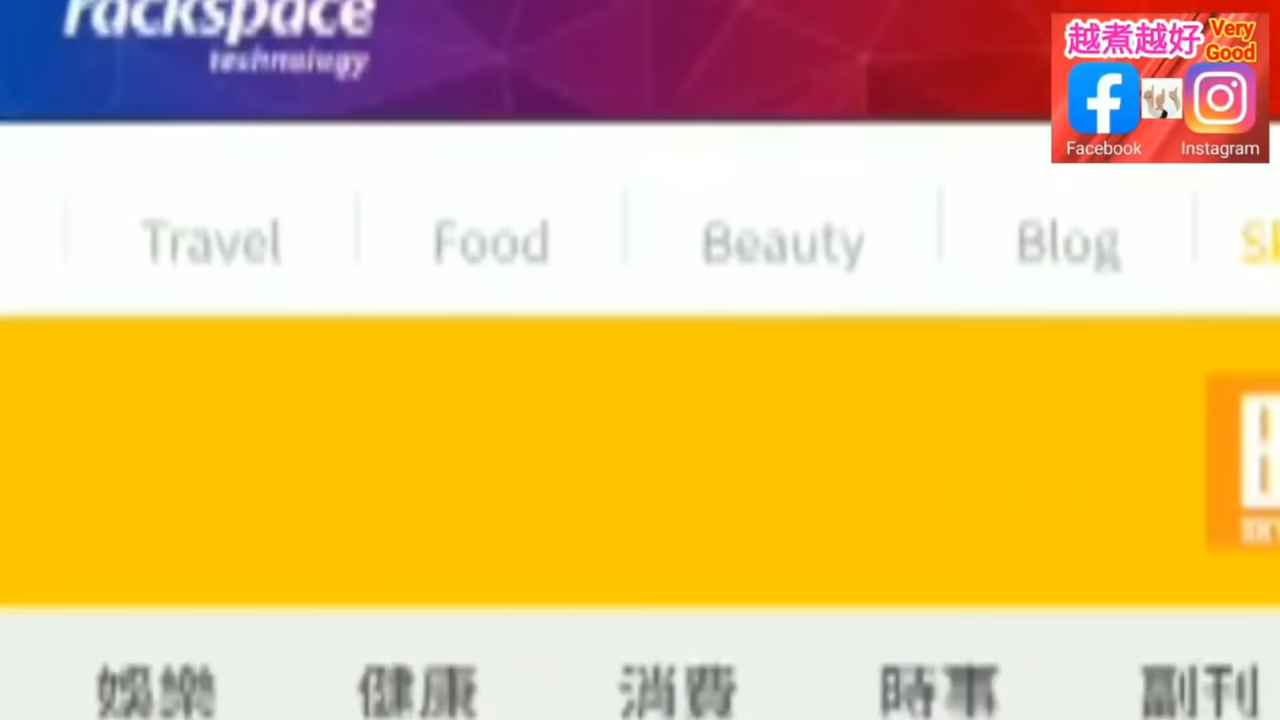 rackspace
technology
越煮越好 Very Good
Facebook Instagram
Travel Food Beauty Blog
娛樂 健康 消費 時事 副刊